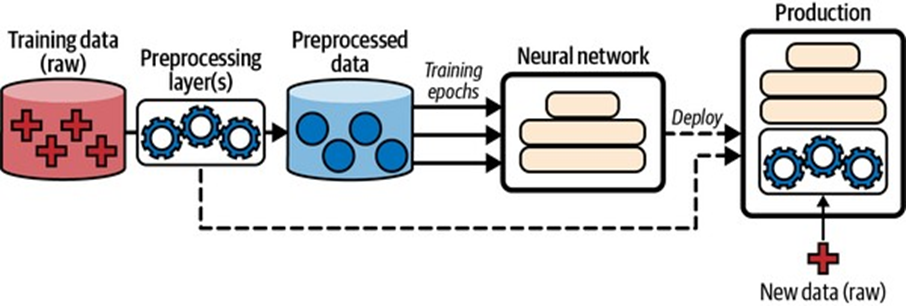 Training data
(raw)
Preprocessing
layer(s)
Preprocessed
data
Training
epochs
Neural network
Deploy
Production
New data (raw)